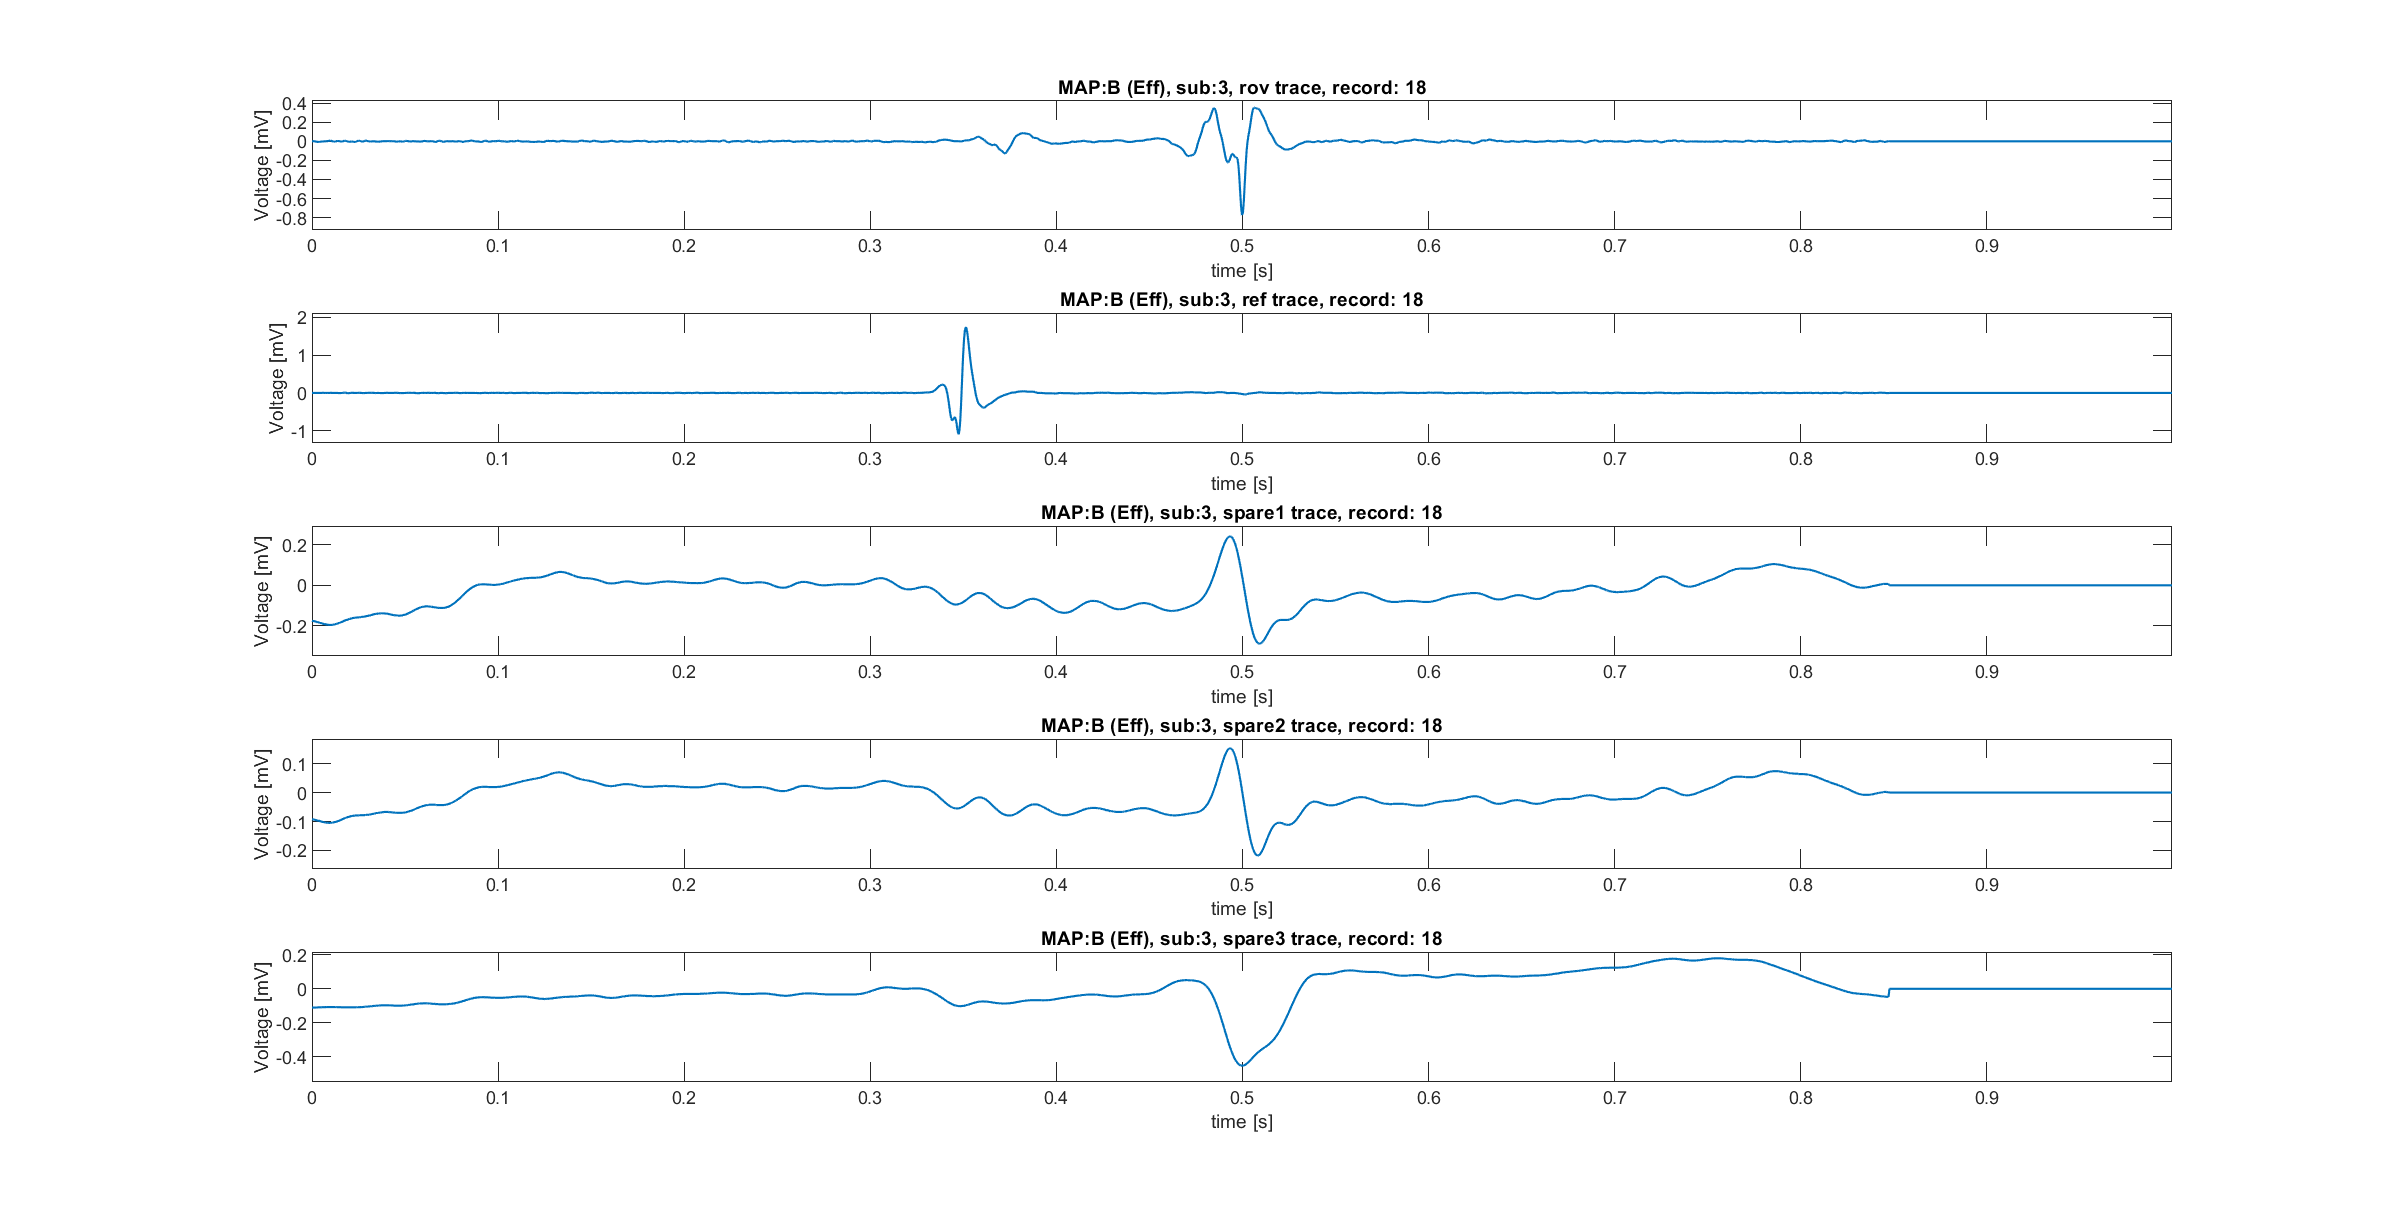 MAP:B (Eff), sub:3, rov trace, record: 18
Voltage [mV]
0.4
0.2
0
-0.2
-0.4
-0.6
-0.8
0 0.1 0.2 0.3 0.4 0.5 0.6 0.7 0.8 0.9
time [s]
MAP:B (Eff), sub:3, ref trace, record: 18
Voltage [mV]
2
1
0
-1
0 0.1 0.2 0.3 0.4 0.5 0.6 0.7 0.8 0.9
time [s]
MAP:B (Eff), sub:3, spare1 trace, record: 18
Voltage [mV]
0.2
0
-0.2
0 0.1 0.2 0.3 0.4 0.5 0.6 0.7 0.8 0.9
time [s]
MAP:B (Eff), sub:3, spare2 trace, record: 18
Voltage [mV]
0.1
0
-0.1
-0.2
0 0.1 0.2 0.3 0.4 0.5 0.6 0.7 0.8 0.9
time [s]
MAP:B (Eff), sub:3, spare3 trace, record: 18
Voltage [mV]
0.2
0
-0.2
-0.4
0 0.1 0.2 0.3 0.4 0.5 0.6 0.7 0.8 0.9
time [s]